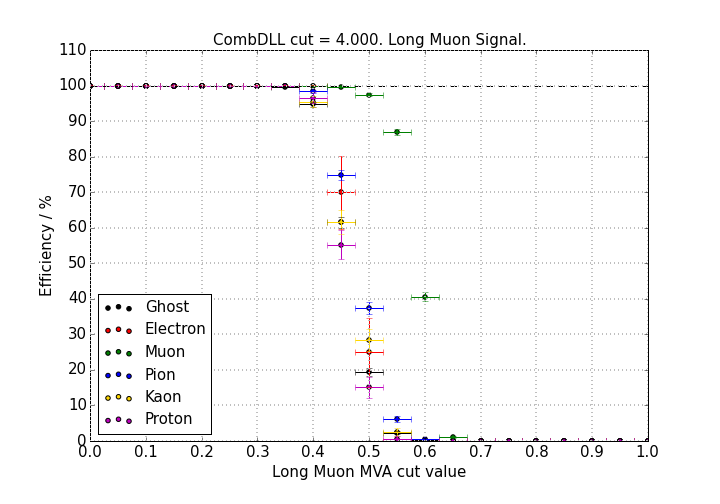 CombDLL cut = 4.000. Long Muon Signal.
110
100
90
80
70
60
50
40
30
20
10
0
Efficiency / %
Ghost
Electron
Muon
Pion
Kaon
Proton
0.0 0.1 0.2 0.3 0.4 0.5 0.6 0.7 0.8 0.9 1.0
Long Muon MVA cut value